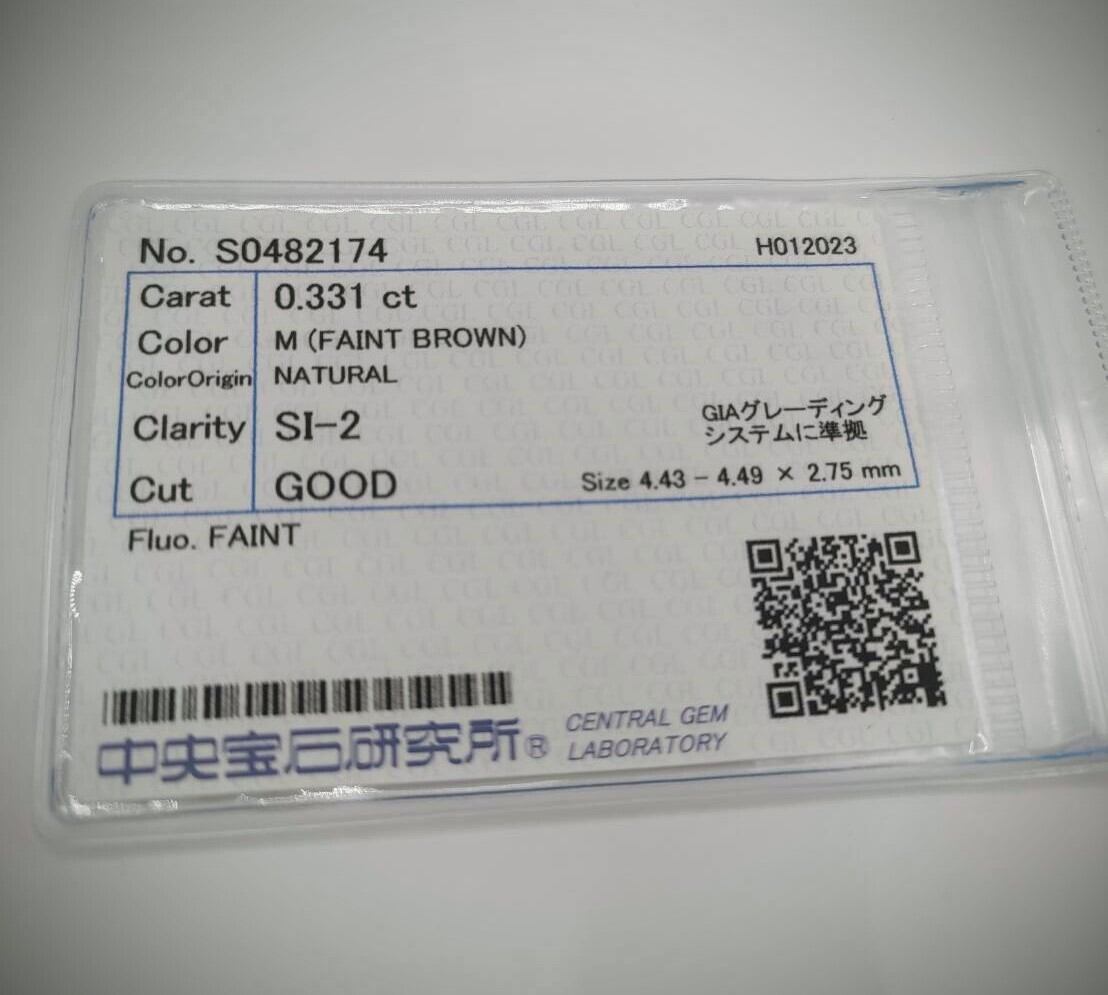 No. S0482174 H012023
Carat 0.331 ct
Color M (FAINT BROWN)
ColorOrigin NATURAL
Clarity SI-2
GIAグレーディング
システムに準拠
Cut GOOD Size 4.43 - 4.49 × 2.75 mm
Fluo. FAINT
中央宝石研究所®
CENTRAL GEM
LABORATORY